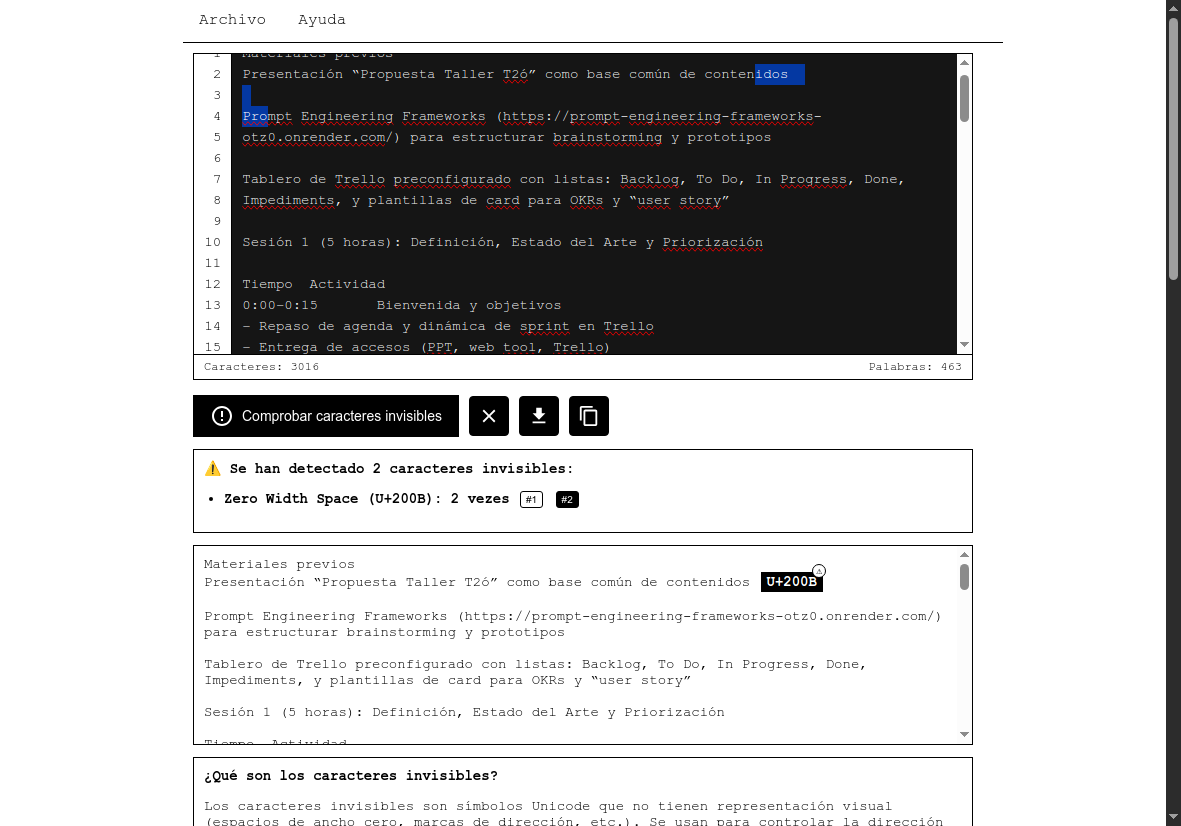 Archivo Ayuda
1 Materiales previos
2 Presentación “Propuesta Taller T2ó” como base común de contenidos
3
4 Prompt Engineering Frameworks (https://prompt-engineering-frameworks-
5 otz0.onrender.com/) para estructurar brainstorming y prototipos
6
7 Tablero de Trello preconfigurado con listas: Backlog, To Do, In Progress, Done,
8 Impediments, y plantillas de card para OKRs y “user story”
9
10 Sesión 1 (5 horas): Definición, Estado del Arte y Priorización
11
12 Tiempo Actividad
13 0:00–0:15 Bienvenida y objetivos
14 – Repaso de agenda y dinámica de sprint en Trello
15 – Entrega de accesos (PPT, web tool, Trello)
Caracteres: 3016 Palabras: 463
Comprobar caracteres invisibles
⚠️ Se han detectado 2 caracteres invisibles:
• Zero Width Space (U+200B): 2 vezes #1 #2
Materiales previos
Presentación “Propuesta Taller T2ó” como base común de contenidos U+200B ⚠
Prompt Engineering Frameworks (https://prompt-engineering-frameworks-otz0.onrender.com/)
para estructurar brainstorming y prototipos
Tablero de Trello preconfigurado con listas: Backlog, To Do, In Progress, Done,
Impediments, y plantillas de card para OKRs y “user story”
Sesión 1 (5 horas): Definición, Estado del Arte y Priorización
Tiempo Actividad
¿Qué son los caracteres invisibles?
Los caracteres invisibles son símbolos Unicode que no tienen representación visual
(espacios de ancho cero, marcas de dirección, etc.). Se usan para controlar la dirección